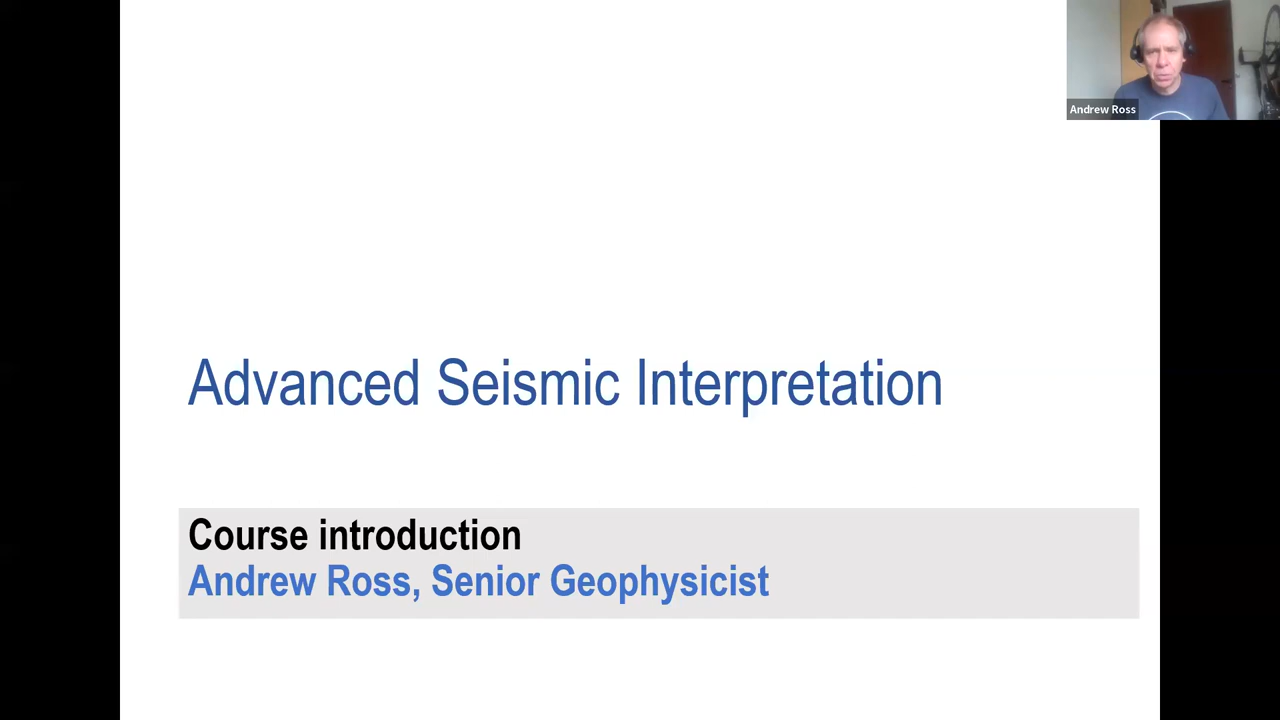 Andrew Ross
Advanced Seismic Interpretation
Course introduction
Andrew Ross, Senior Geophysicist